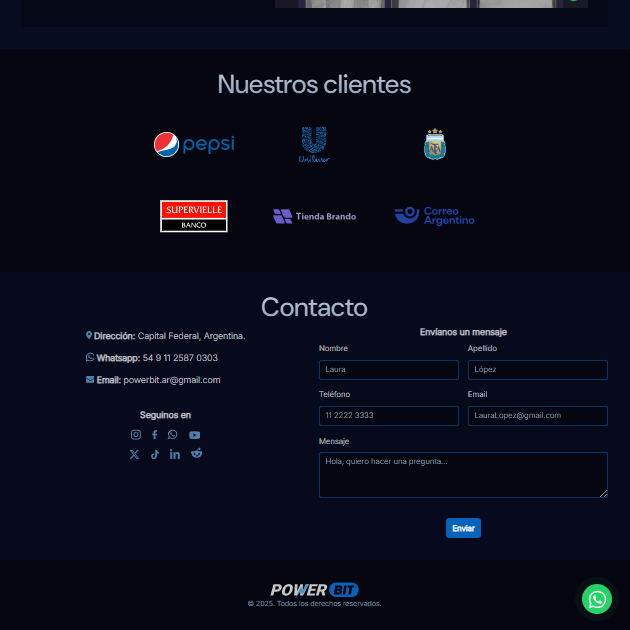 Nuestros clientes
pepsi
Unilever
SUPERVIELLE
BANCO
Tienda Brando
Correo
Argentino
Contacto
Dirección: Capital Federal, Argentina.
Whatsapp: 54 9 11 2587 0303
Email: powerbit.ar@gmail.com
Seguinos en
Envíanos un mensaje
Nombre
Apellido
Laura
López
Teléfono
Email
11 2222 3333
LauraLopez@gmail.com
Mensaje
Hola, quiero hacer una pregunta...
Enviar
POWER BIT
© 2025. Todos los derechos reservados.